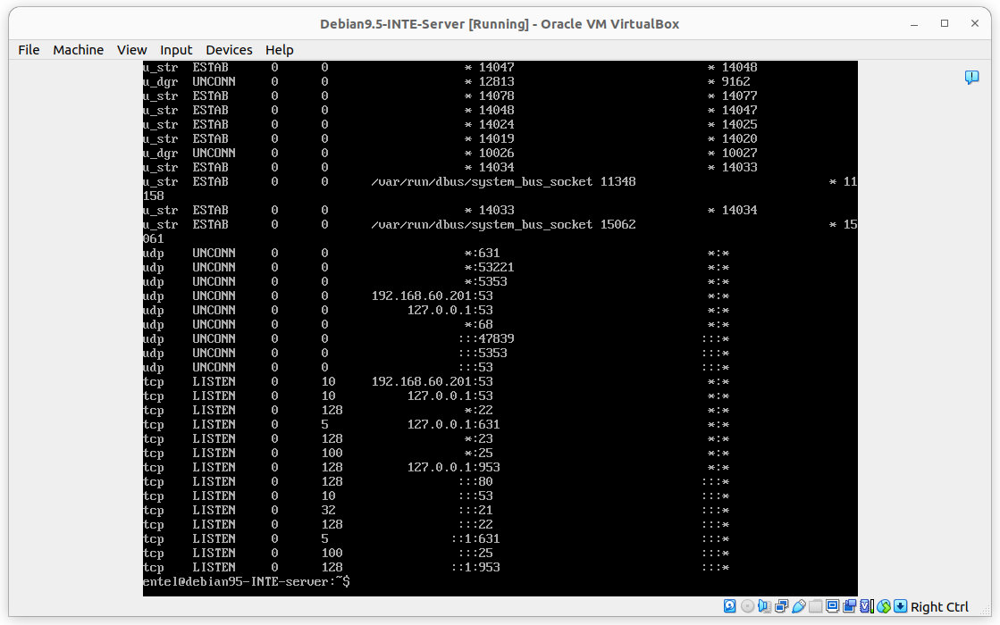 Debian9.5-INTE-Server [Running] - Oracle VM VirtualBox
File Machine View Input Devices Help
u_str ESTAB 0 0 * 14047 * 14048
u_dgr UNCONN 0 0 * 12813 * 9162
u_str ESTAB 0 0 * 14078 * 14077
u_str ESTAB 0 0 * 14048 * 14047
u_str ESTAB 0 0 * 14024 * 14025
u_str ESTAB 0 0 * 14019 * 14020
u_dgr UNCONN 0 0 * 10026 * 10027
u_str ESTAB 0 0 * 14034 * 14033
u_str ESTAB 0 0 /var/run/dbus/system_bus_socket 11348 * 11
158
u_str ESTAB 0 0 * 14033 * 14034
u_str ESTAB 0 0 /var/run/dbus/system_bus_socket 15062 * 15
061
udp UNCONN 0 0 *:631 *:*
udp UNCONN 0 0 *:53221 *:*
udp UNCONN 0 0 *:5353 *:*
udp UNCONN 0 0 192.168.60.201:53 *:*
udp UNCONN 0 0 127.0.0.1:53 *:*
udp UNCONN 0 0 *:68 *:*
udp UNCONN 0 0 :::47839 :::*
udp UNCONN 0 0 :::5353 :::*
udp UNCONN 0 0 :::53 :::*
tcp LISTEN 0 10 192.168.60.201:53 *:*
tcp LISTEN 0 10 127.0.0.1:53 *:*
tcp LISTEN 0 128 *:22 *:*
tcp LISTEN 0 5 127.0.0.1:631 *:*
tcp LISTEN 0 128 *:23 *:*
tcp LISTEN 0 100 *:25 *:*
tcp LISTEN 0 128 127.0.0.1:953 *:*
tcp LISTEN 0 128 :::80 :::*
tcp LISTEN 0 10 :::53 :::*
tcp LISTEN 0 32 :::21 :::*
tcp LISTEN 0 128 :::22 :::*
tcp LISTEN 0 5 ::1:631 :::*
tcp LISTEN 0 100 :::25 :::*
tcp LISTEN 0 128 ::1:953 :::*
entel@debian95-INTE-server:~$
Right Ctrl